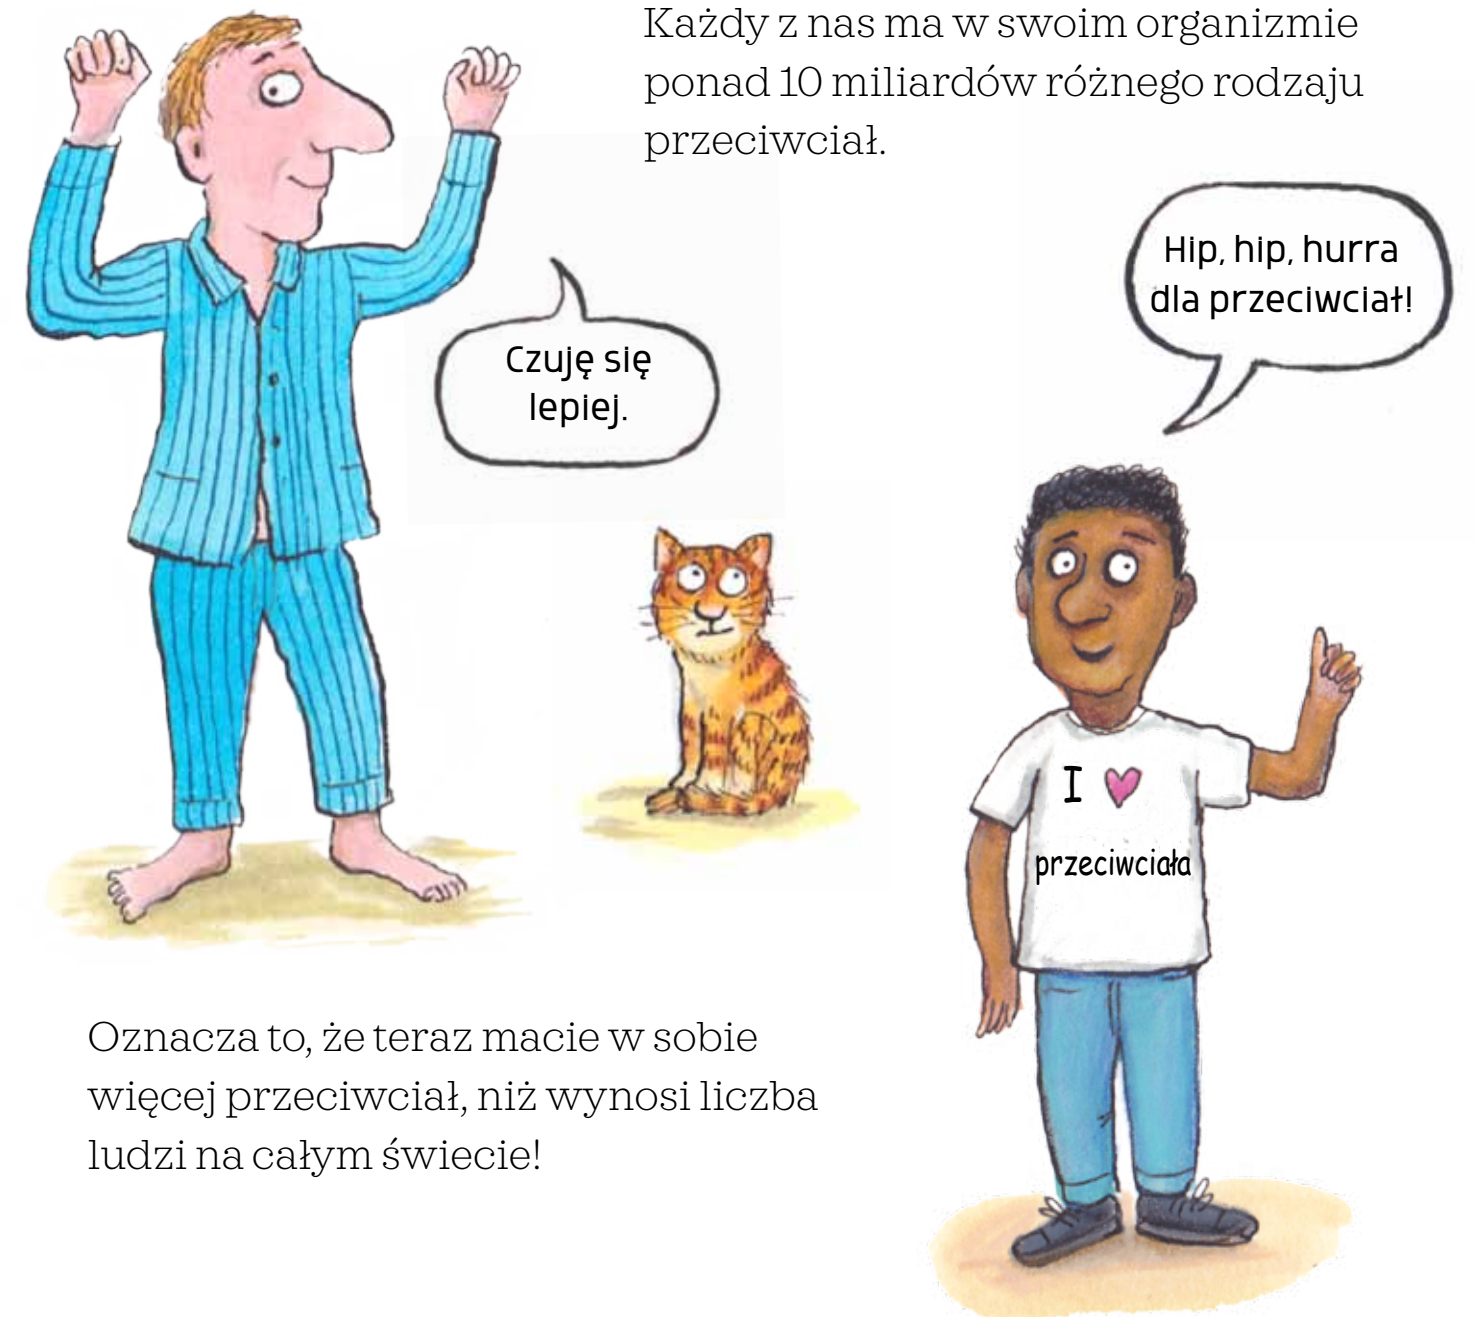 Każdy z nas ma w swoim organizmie
ponad 10 miliardów różnego rodzaju
przeciwciał.
Hip, hip, hurra
dla przeciwciał!
Czuję się
lepiej.
I
przeciwciała
Oznacza to, że teraz macie w sobie
więcej przeciwciał, niż wynosi liczba
ludzi na całym świecie!